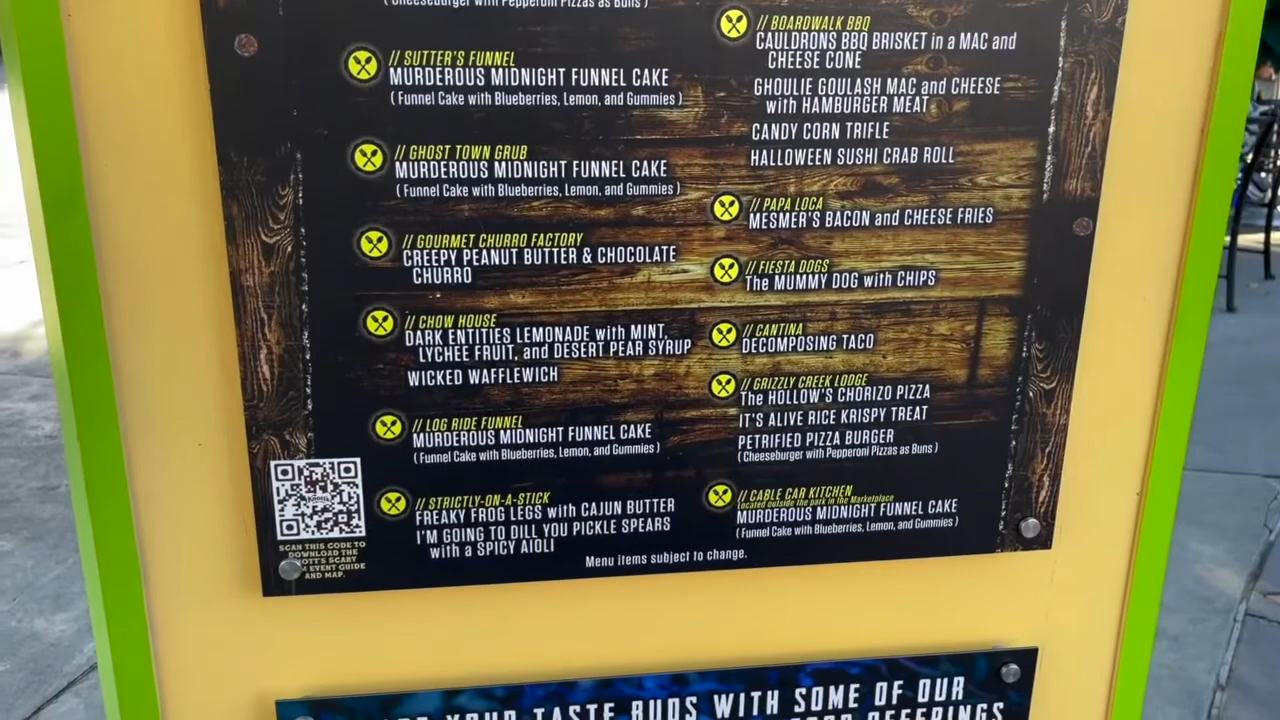 ( Cheeseburger with Pepperoni Pizzas as Buns )
// SUTTER'S FUNNEL
MURDEROUS MIDNIGHT FUNNEL CAKE
( Funnel Cake with Blueberries, Lemon, and Gummies )
// GHOST TOWN GRUB
MURDEROUS MIDNIGHT FUNNEL CAKE
( Funnel Cake with Blueberries, Lemon, and Gummies )
// GOURMET CHURRO FACTORY
CREEPY PEANUT BUTTER & CHOCOLATE
CHURRO
// CHOW HOUSE
DARK ENTITIES LEMONADE with MINT,
LYCHEE FRUIT, and DESERT PEAR SYRUP
WICKED WAFFLEWICH
// LOG RIDE FUNNEL
MURDEROUS MIDNIGHT FUNNEL CAKE
( Funnel Cake with Blueberries, Lemon, and Gummies )
// STRICTLY-ON-A-STICK
FREAKY FROG LEGS with CAJUN BUTTER
I'M GOING TO DILL YOU PICKLE SPEARS
with a SPICY AIOLI
// BOARDWALK BBQ
CAULDRONS BBQ BRISKET in a MAC and
CHEESE CONE
GHOULIE GOULASH MAC and CHEESE
with HAMBURGER MEAT
CANDY CORN TRIFLE
HALLOWEEN SUSHI CRAB ROLL
// PAPA LOCA
MESMER'S BACON and CHEESE FRIES
// FIESTA DOGS
The MUMMY DOG with CHIPS
// CANTINA
DECOMPOSING TACO
// GRIZZLY CREEK LODGE
The HOLLOW'S CHORIZO PIZZA
IT'S ALIVE RICE KRISPY TREAT
PETRIFIED PIZZA BURGER
( Cheeseburger with Pepperoni Pizzas as Buns )
// CABLE CAR KITCHEN
Located outside the park in the Marketplace
MURDEROUS MIDNIGHT FUNNEL CAKE
( Funnel Cake with Blueberries, Lemon, and Gummies )
Menu items subject to change.
SCAN THIS CODE TO
DOWNLOAD THE
OTT'S SCARY
EVENT GUIDE
AND MAP.
YOUR TASTE BUDS WITH SOME OF OUR
OFFERINGS